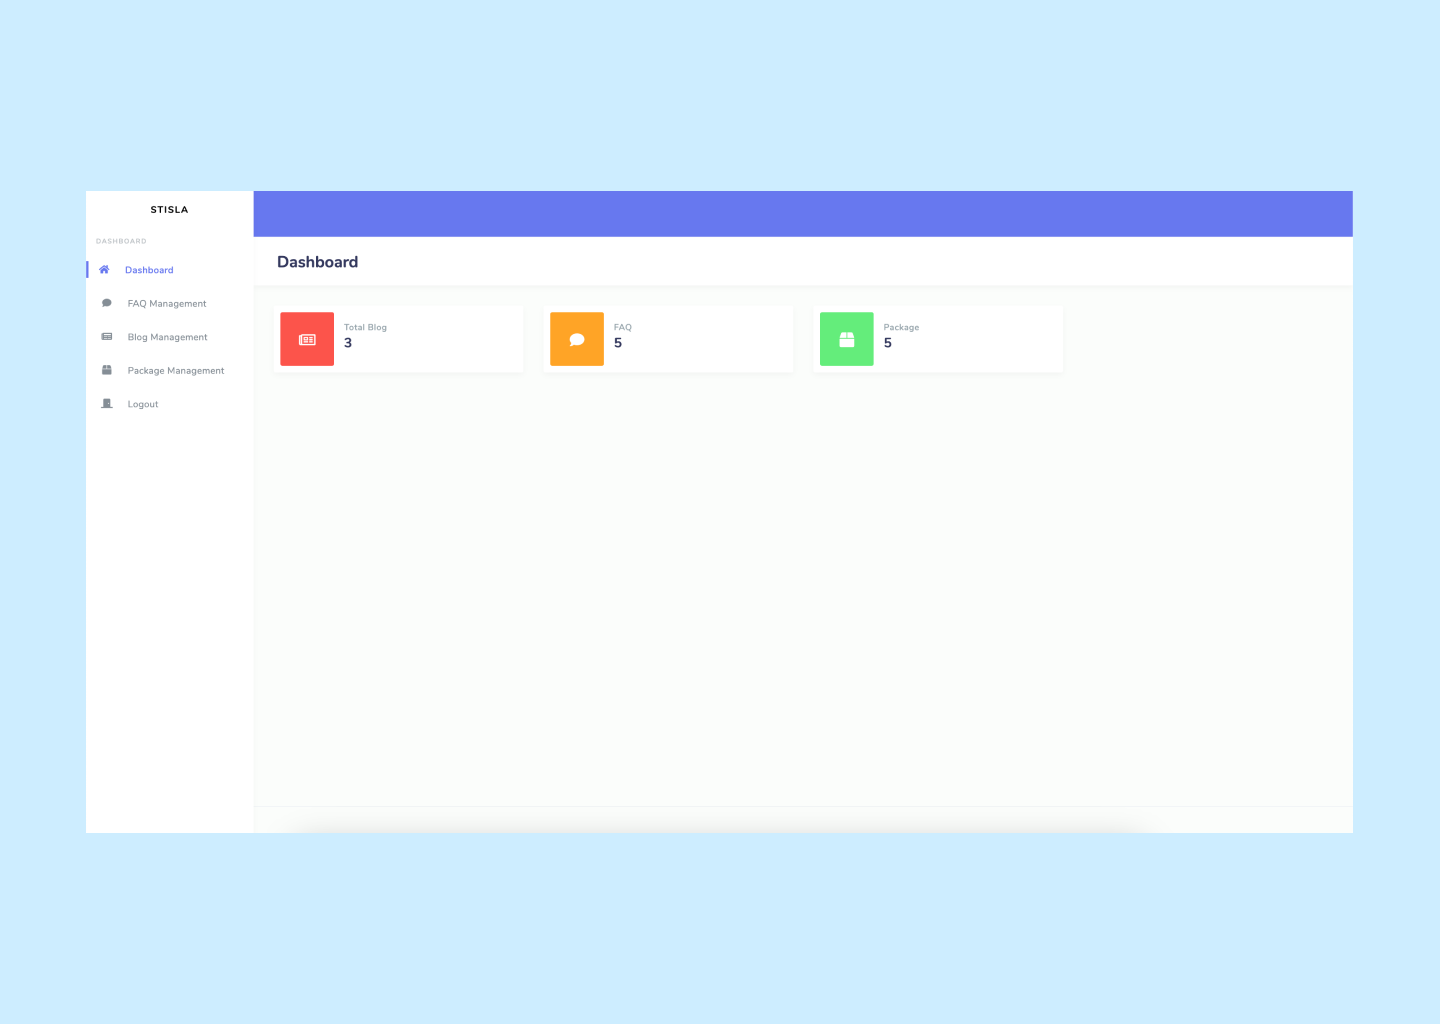 STISLA
DASHBOARD
Dashboard
FAQ Management
Blog Management
Package Management
Logout
Dashboard
Total Blog
3
FAQ
5
Package
5